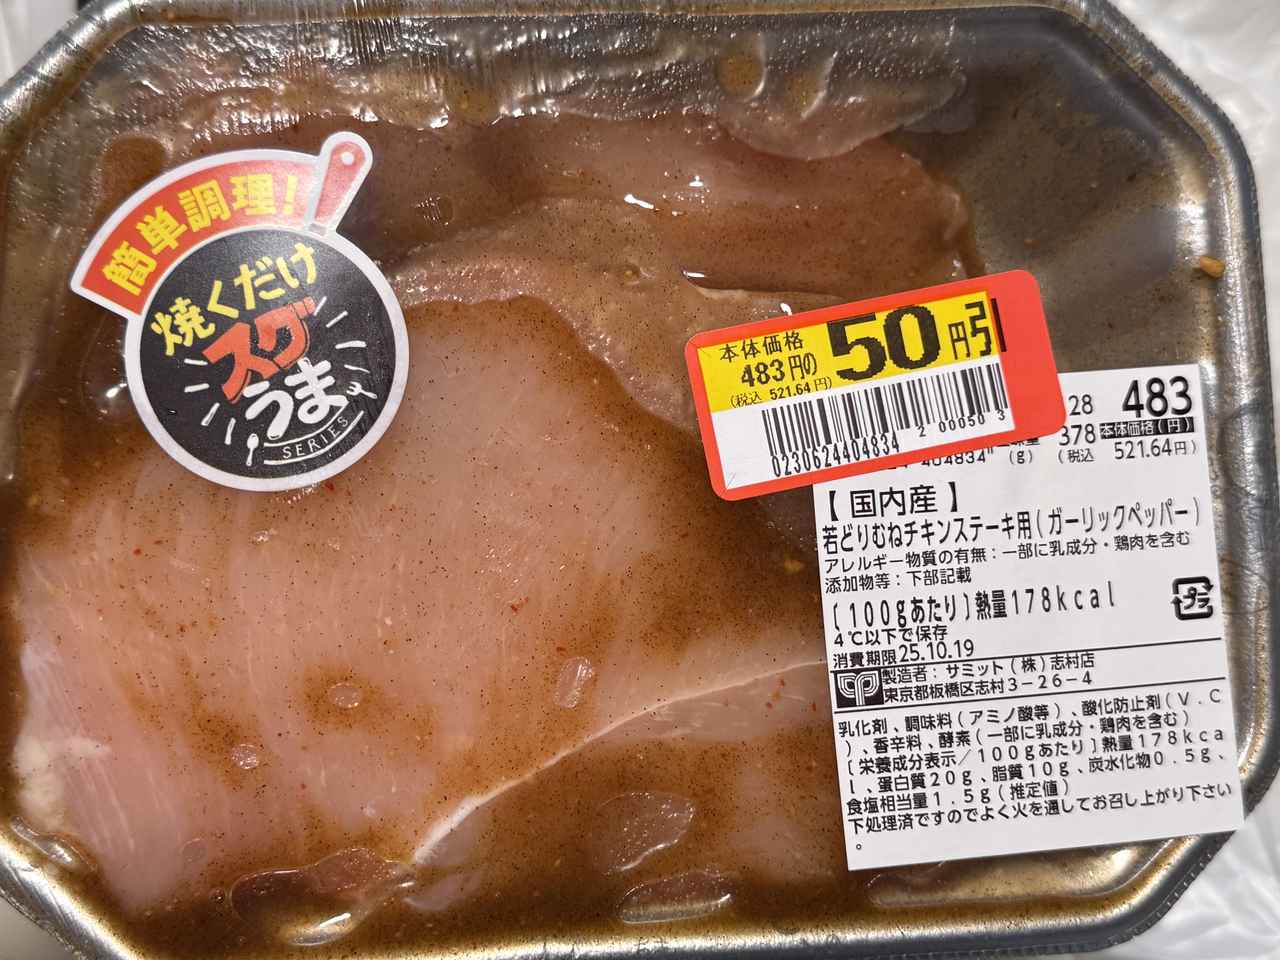 簡単調理!
焼くだけ
スグ
うま
SERIES
本体価格
483円の
(税込 521.64円)
50円引
0230624404834 2 00050 3
28 483
378 本体価格(円)
404834" (g) (税込 521.64円)
【国内産】
若どりむねチキンステーキ用(ガーリックペッパー)
アレルギー物質の有無:一部に乳成分・鶏肉を含む
添加物等:下部記載
[100gあたり]熱量178kcal
プラ
4℃以下で保存
消費期限25.10.19
製造者:サミット(株)志村店
東京都板橋区志村3-26-4
乳化剤、調味料(アミノ酸等)、酸化防止剤(V.C
)、香辛料、酵素(一部に乳成分・鶏肉を含む)
[栄養成分表示/100gあたり]熱量178kca
l、蛋白質20g、脂質10g、炭水化物0.5g、
食塩相当量1.5g(推定値)
下処理済ですのでよく火を通してお召し上がり下さい
。